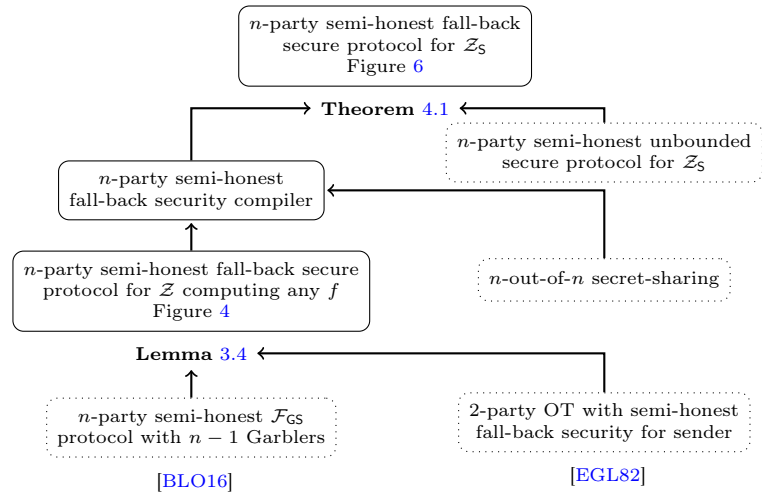 n-party semi-honest fall-back
secure protocol for 𝒵_S
Figure 6
Theorem 4.1
n-party semi-honest unbounded
secure protocol for 𝒵_S
n-party semi-honest
fall-back security compiler
n-party semi-honest fall-back secure
protocol for 𝒵 computing any f
Figure 4
n-out-of-n secret-sharing
Lemma 3.4
n-party semi-honest ℱ_GS
protocol with n − 1 Garblers
2-party OT with semi-honest
fall-back security for sender
[BLO16]
[EGL82]